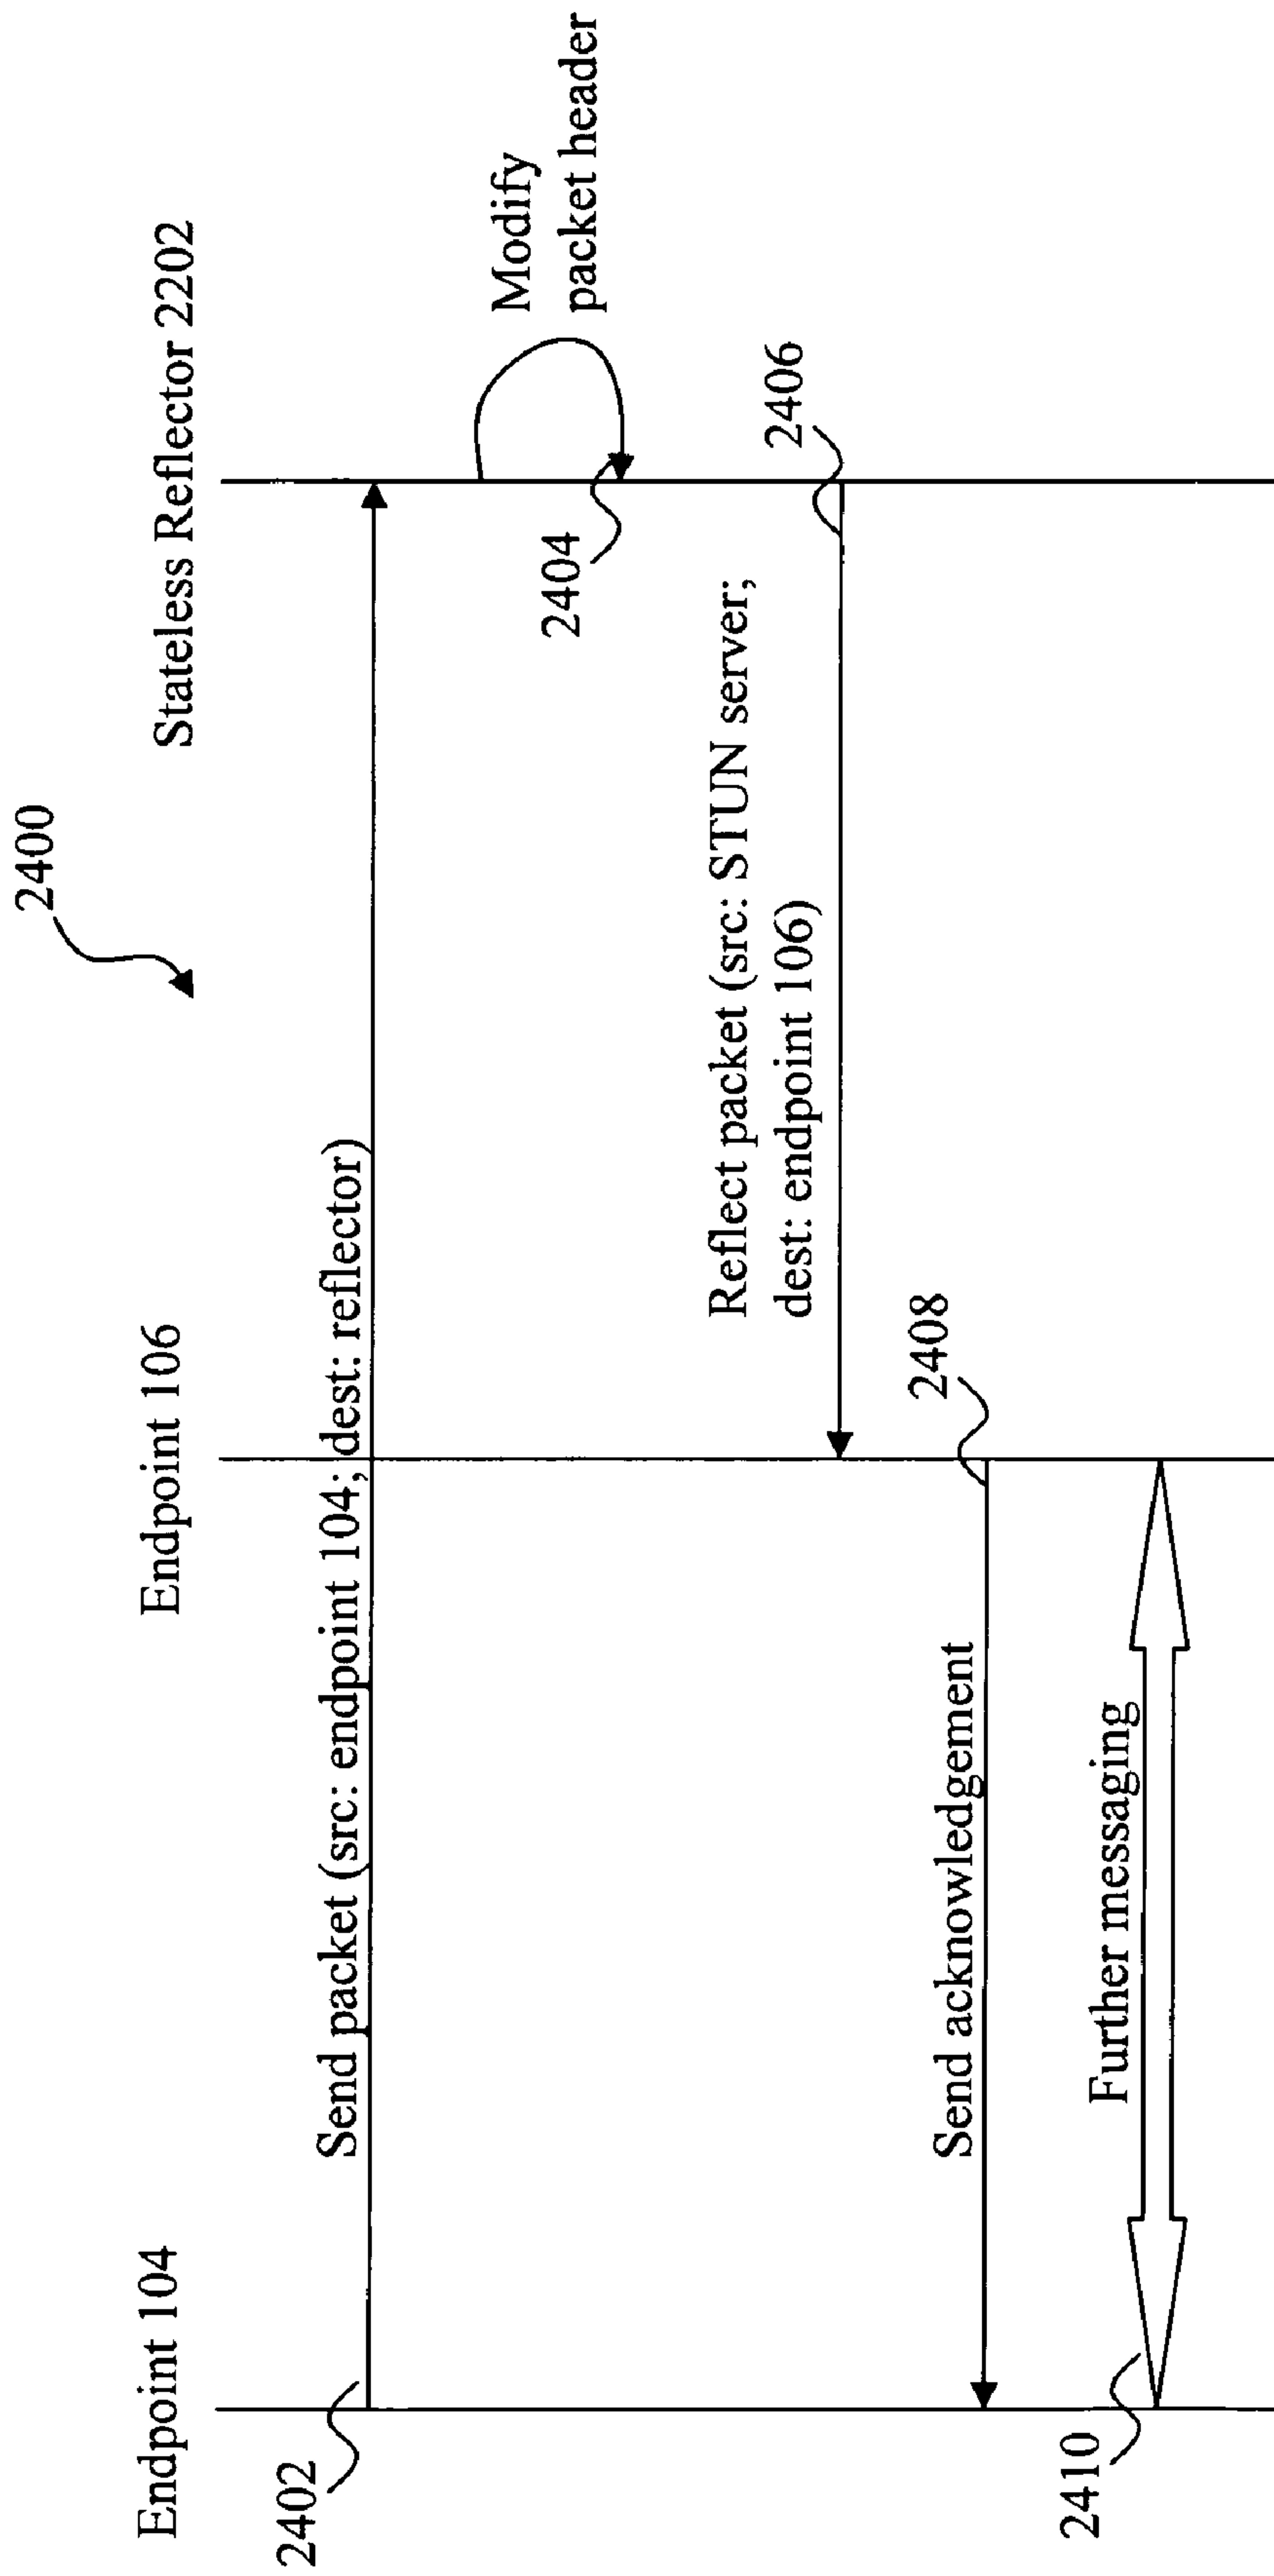 2400
Endpoint 104
Endpoint 106
Stateless Reflector 2202
2402
Send packet (src: endpoint 104; dest: reflector)
Modify
packet header
2404
2406
Reflect packet (src: STUN server;
dest: endpoint 106)
2408
Send acknowledgement
2410
Further messaging